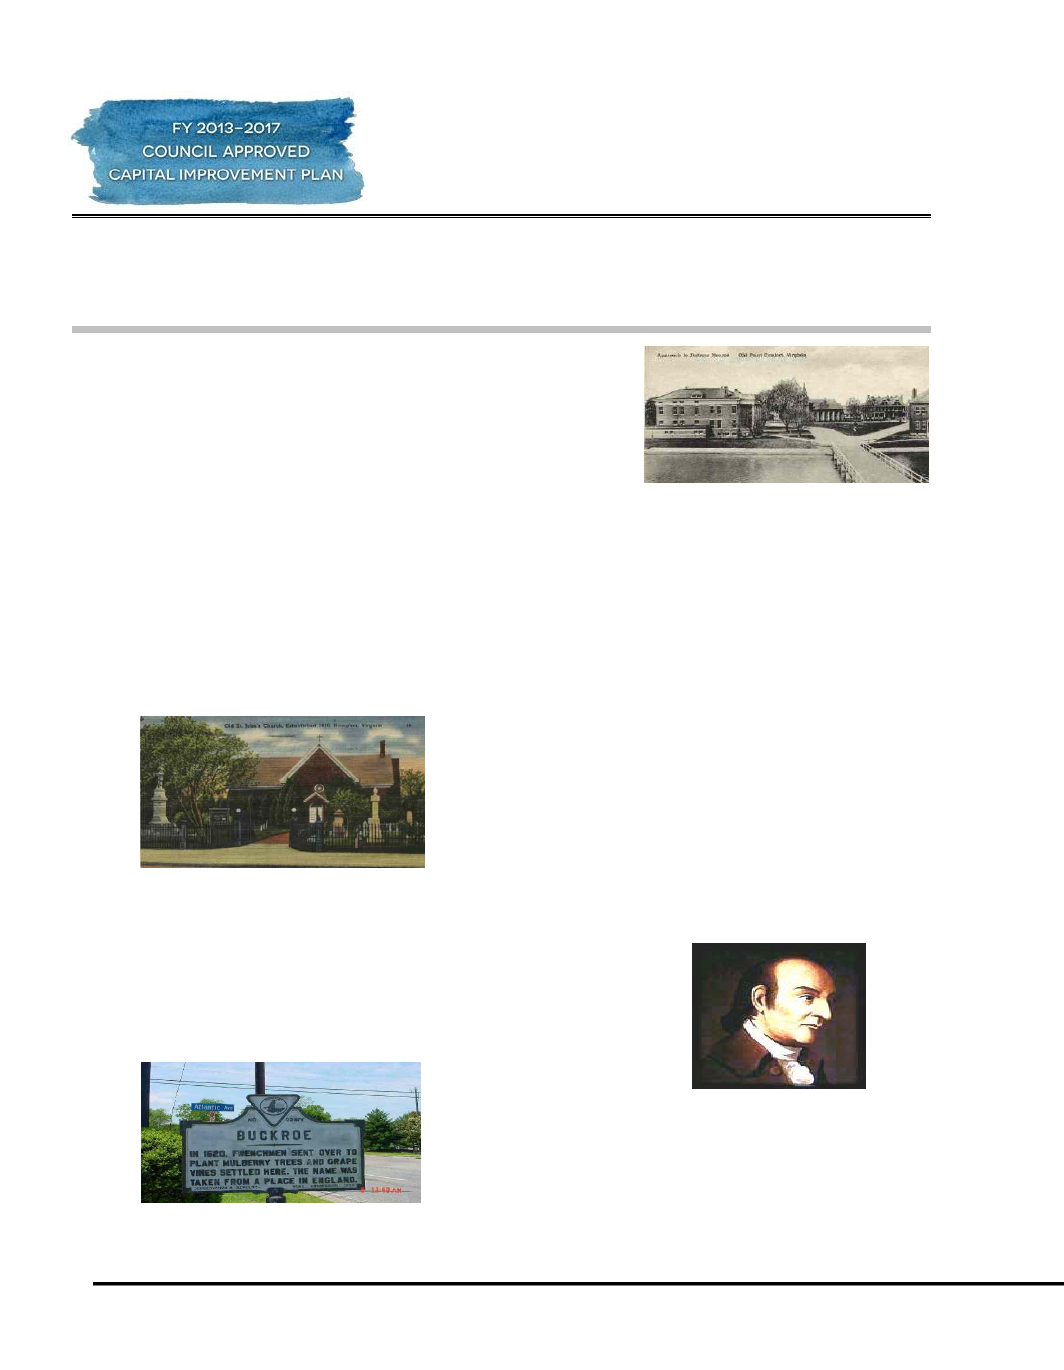 FY 2013–2017
COUNCIL APPROVED
CAPITAL IMPROVEMENT PLAN
Old Point Comfort, Virginia
Old St. John's Church, Established 1610, Hampton, Virginia
Atlantic Ave
BUCKROE
IN 1620, FRENCHMEN SENT OVER TO
PLANT MULBERRY TREES AND GRAPE
VINES SETTLED HERE. THE NAME WAS
TAKEN FROM A PLACE IN ENGLAND.